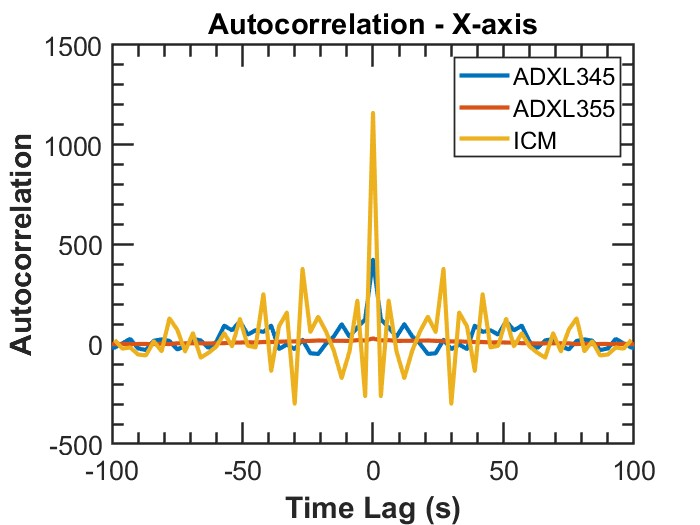 Autocorrelation - X-axis
1500
ADXL345
ADXL355
ICM
1000
500
0
-500
Autocorrelation
-100
-50
0
50
100
Time Lag (s)